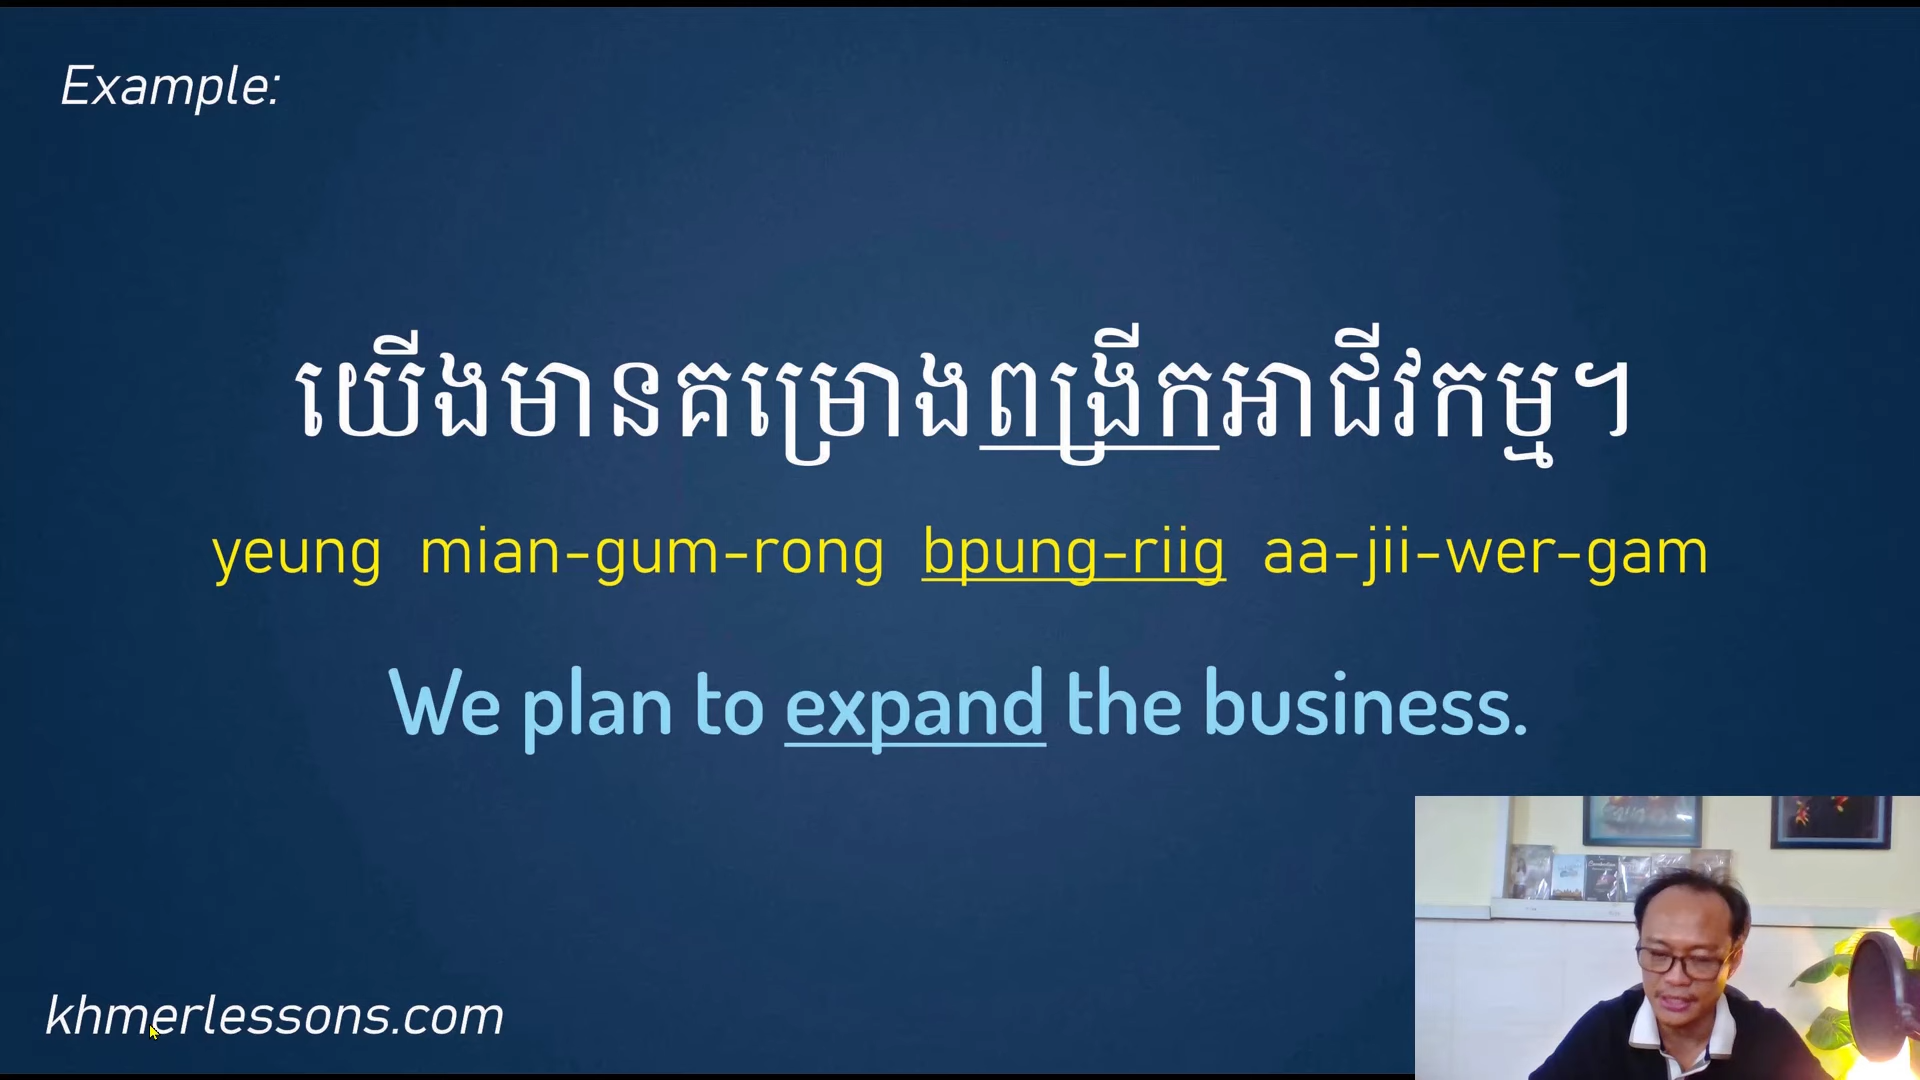 Example:
យើងមានគម្រោងពង្រីកអាជីវកម្ម។
yeung mian-gum-rong bpung-riig aa-jii-wer-gam
We plan to expand the business.
khmerlessons.com